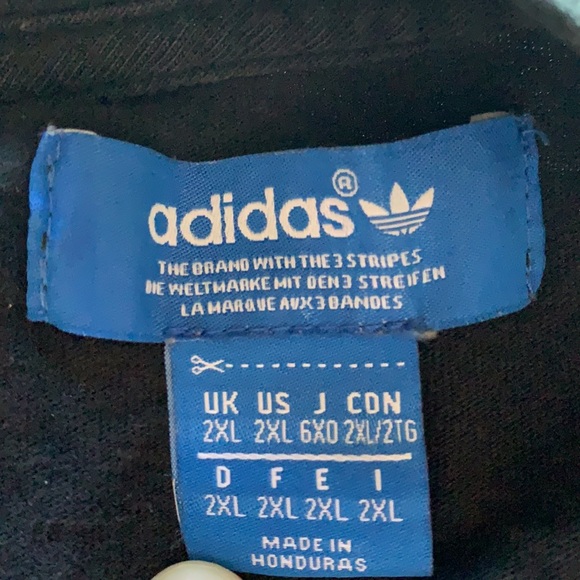 adidas®
THE BRAND WITH THE 3 STRIPES
DIE WELTMARKE MIT DEN 3 STREIFEN
LA MARQUE AUX 3 BANDES
UK US J CDN
2XL 2XL 6XO 2XL/2TG
D F E I
2XL 2XL 2XL 2XL
MADE IN
HONDURAS